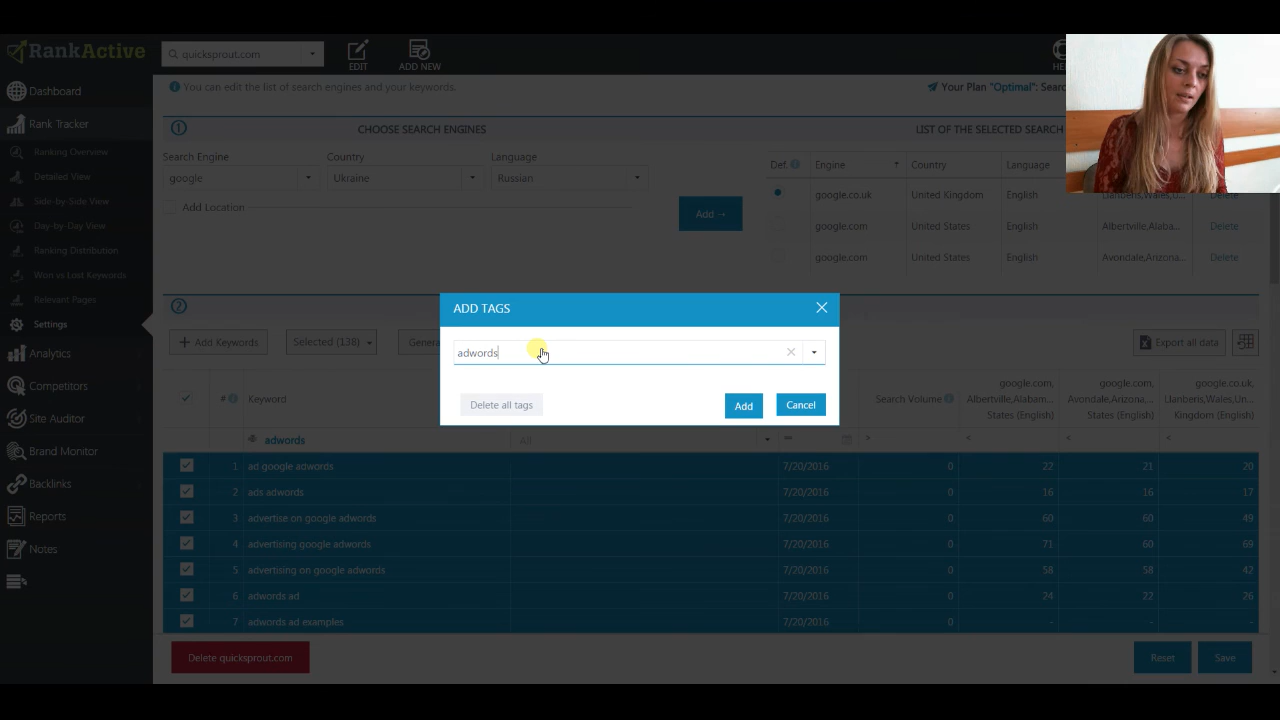 RankActive
quicksprout.com
EDIT
ADD NEW
You can edit the list of search engines and your keywords.
Your Plan "Optimal": Sear
Dashboard
Rank Tracker
Ranking Overview
Detailed View
Side-by-Side View
Day-by-Day View
Ranking Distribution
Won vs Lost Keywords
Relevant Pages
Settings
Analytics
Competitors
Site Auditor
Brand Monitor
Backlinks
Reports
Notes
1
CHOOSE SEARCH ENGINES
LIST OF THE SELECTED SEARCH
Search Engine
Country
Language
google
Ukraine
Russian
Add Location
Add →
Def.
Engine
Country
Language
google.co.uk
United Kingdom
English
Llanberis,Wales,U...
Delete
google.com
United States
English
Albertville,Alaba...
Delete
google.com
United States
English
Avondale,Arizona...
Delete
2
+ Add Keywords
Selected (138)
Genera
Export all data
ADD TAGS
adwords
Delete all tags
Add
Cancel
#
Keyword
Search Volume
google.com,
Albertville,Alabam...
States (English)
google.com,
Avondale,Arizona...
States (English)
google.co.uk,
Llanberis,Wales,Un...
Kingdom (English)
adwords
All
=
>
<
<
<
1 ad google adwords 7/20/2016 0 22 21 20
2 ads adwords 7/20/2016 0 16 16 17
3 advertise on google adwords 7/20/2016 0 60 60 49
4 advertising google adwords 7/20/2016 0 71 60 69
5 advertising on google adwords 7/20/2016 0 58 58 42
6 adwords ad 7/20/2016 0 24 22 26
7 adwords ad examples 7/20/2016 0 - - -
Delete quicksprout.com
Reset
Save